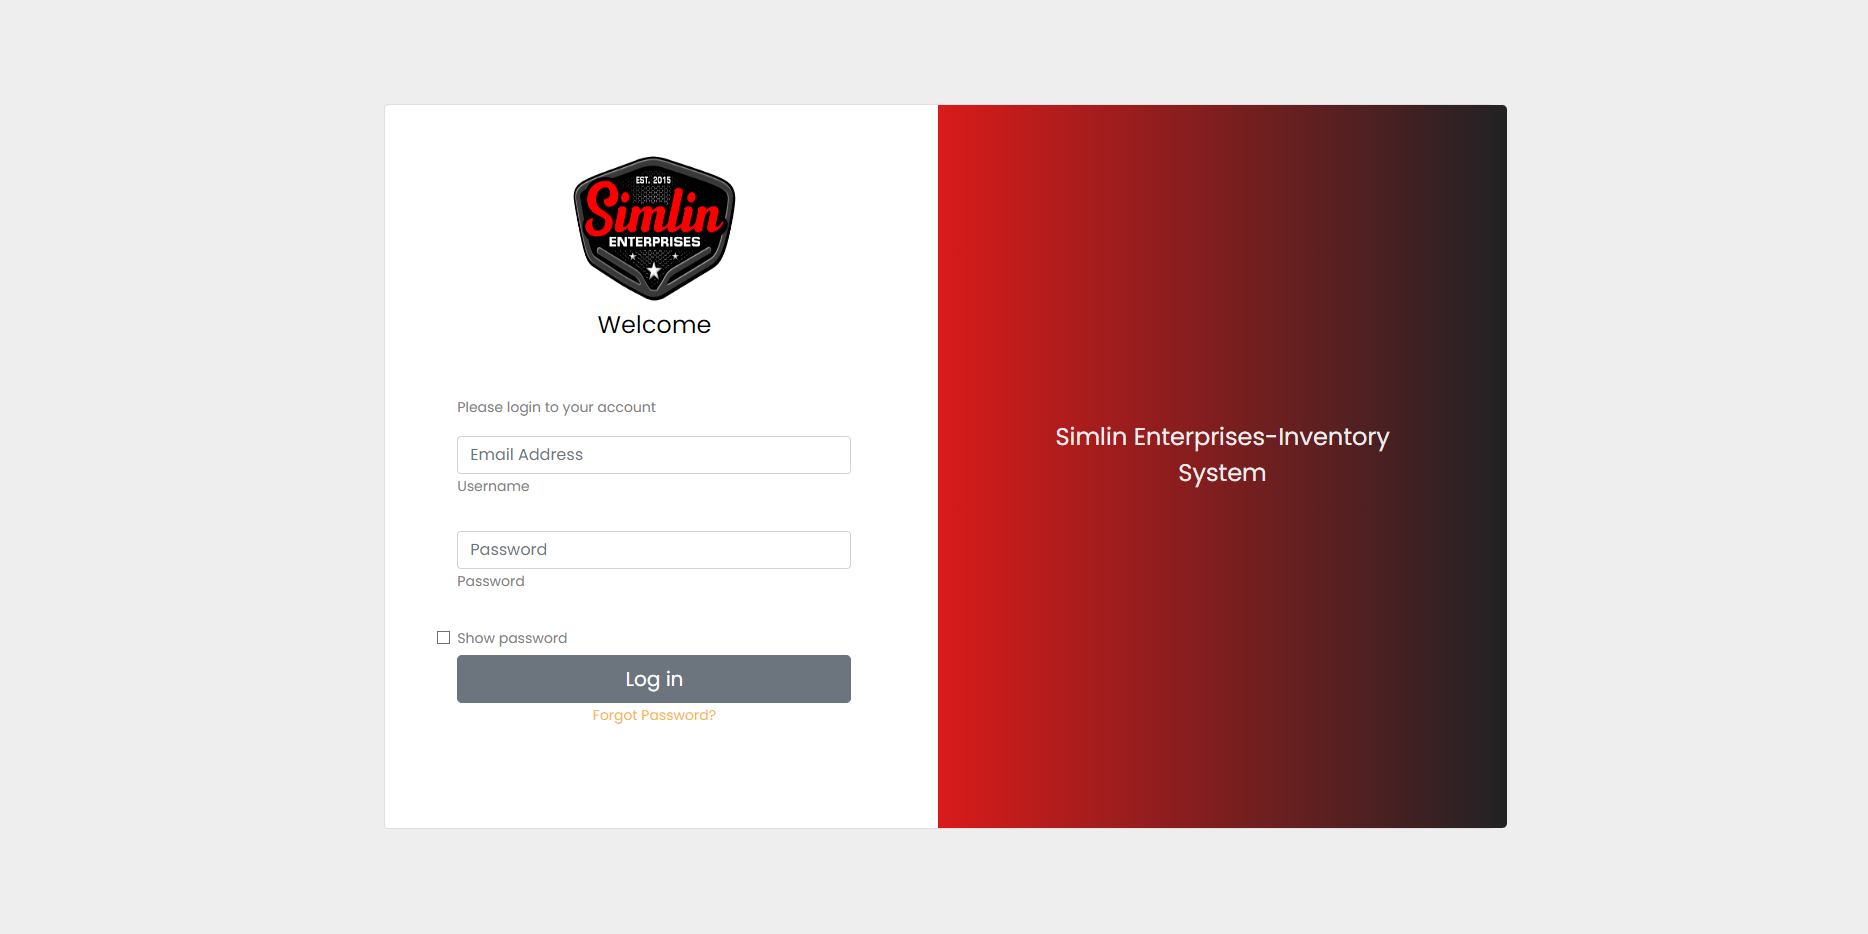 EST. 2015
Simlin
ENTERPRISES
Welcome
Please login to your account
Email Address
Username
Password
Password
Show password
Log in
Forgot Password?
Simlin Enterprises-Inventory
System